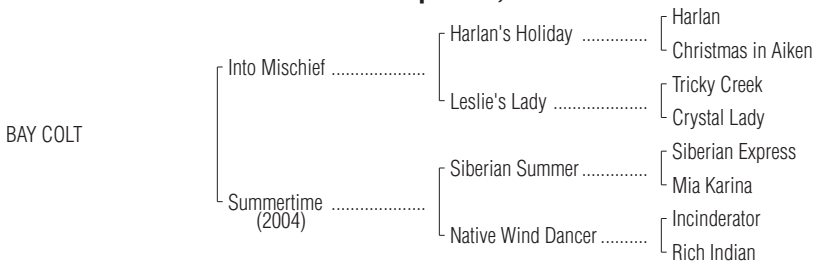 Harlan
Harlan's Holiday ..............
Christmas in Aiken
Into Mischief .....................
Tricky Creek
Leslie's Lady ....................
Crystal Lady
BAY COLT
Siberian Express
Siberian Summer..............
Mia Karina
Summertime .....................
(2004)
Incinderator
Native Wind Dancer ..........
Rich Indian